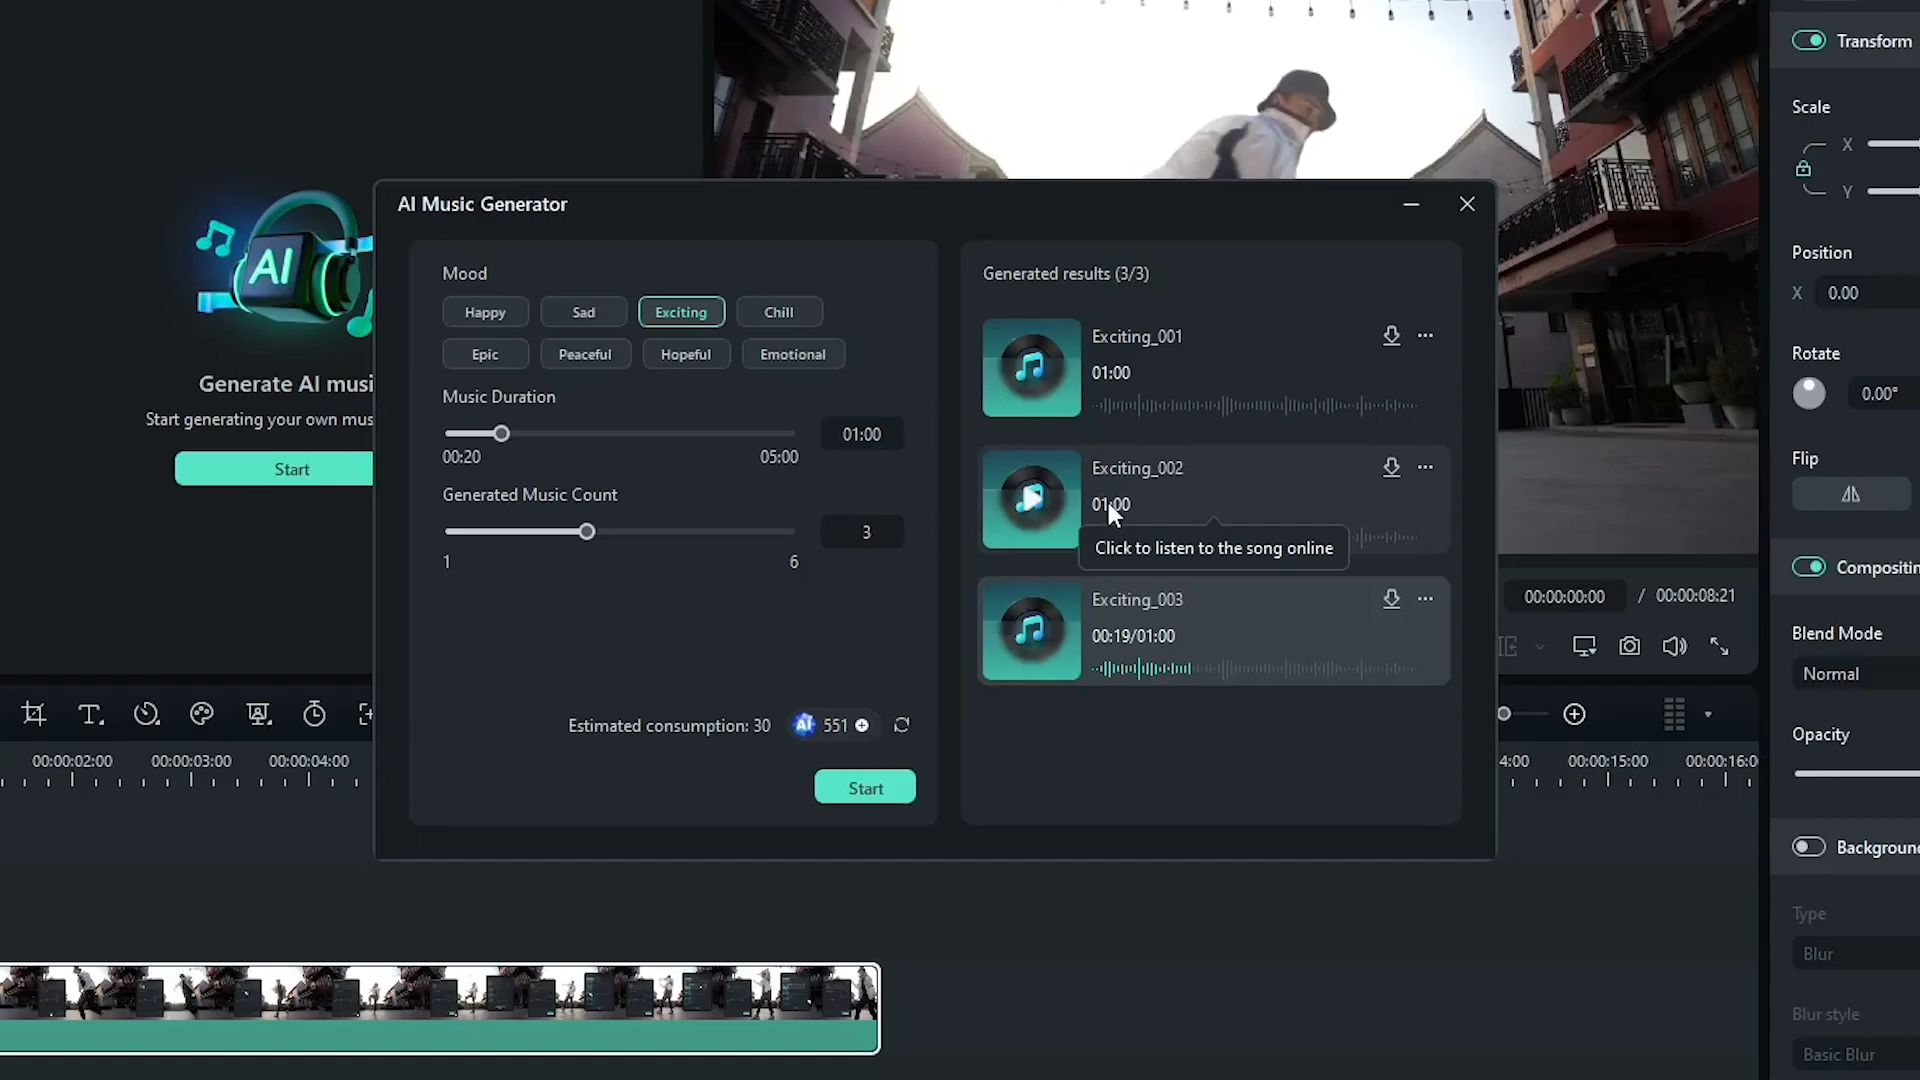 Transform
Scale
X
Y
Position
X 0.00
Rotate
0.00°
Flip
AI
Generate AI musi
Start generating your own mus
Start
AI Music Generator
Mood
Happy Sad Exciting Chill
Epic Peaceful Hopeful Emotional
Music Duration
01:00
00:20 05:00
Generated Music Count
3
1 6
Estimated consumption: 30 AI 551
Start
Generated results (3/3)
Exciting_001
01:00
Exciting_002
01:00
Click to listen to the song online
Exciting_003
00:19/01:00
00:00:00:00 / 00:00:08:21
Compositin
Blend Mode
Normal
Opacity
Background
Type
Blur
Blur style
Basic Blur
00:00:02:00 00:00:03:00 00:00:04:00
4:00 00:00:15:00 00:00:16:00